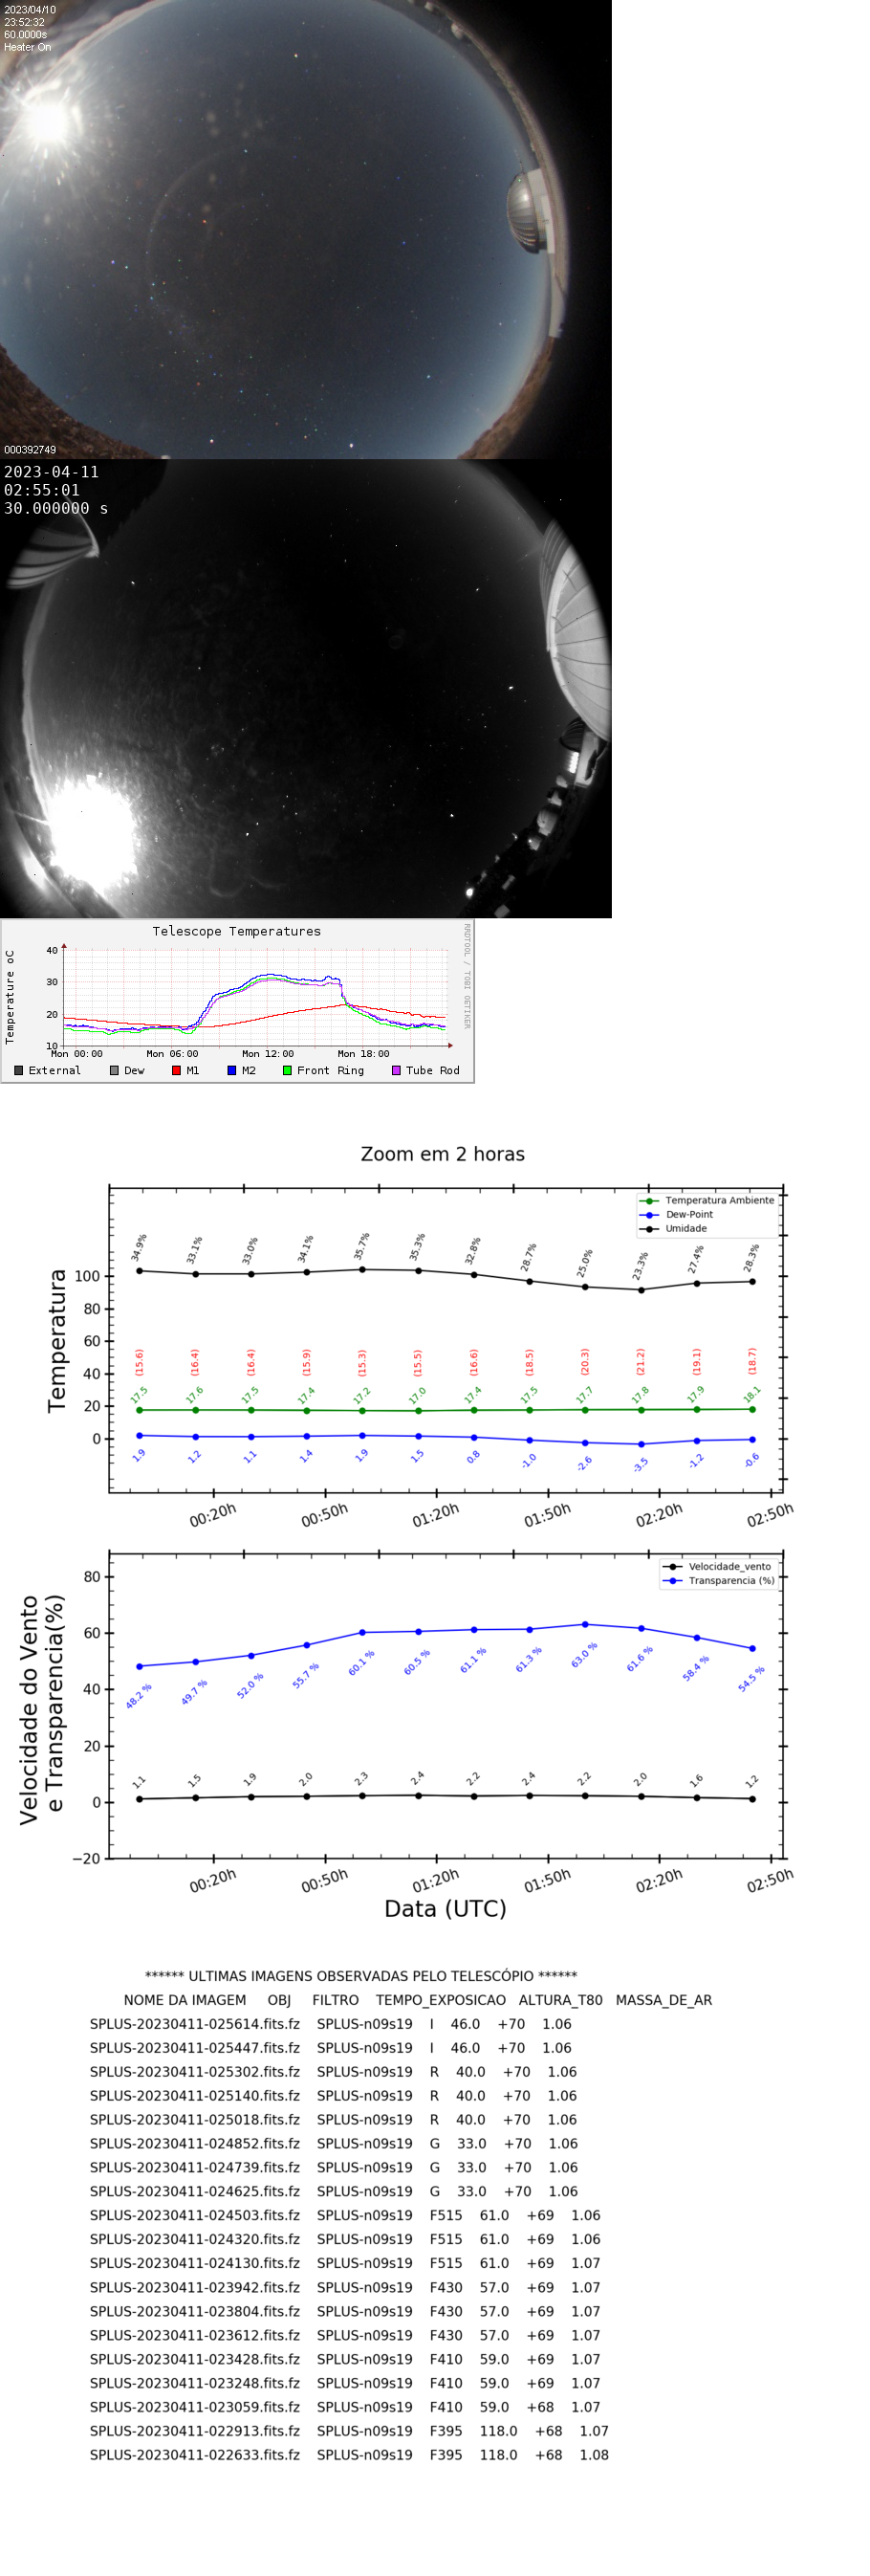 2023/04/10
23:52:32
60.0000s
Heater On
000392749
2023-04-11
02:55:01
30.000000 s
Telescope Temperatures
RRDTOOL / TOBI OETIKER
Temperature oC
40
30
20
10
Mon 00:00 Mon 06:00 Mon 12:00 Mon 18:00
External Dew M1 M2 Front Ring Tube Rod
Zoom em 2 horas
Temperatura
Temperatura Ambiente
Dew-Point
Umidade
34.9% 33.1% 33.0% 34.1% 35.7% 35.3% 32.8% 28.7% 25.0% 23.3% 27.4% 28.3%
100
80
60
40
20
0
(15.6) (16.4) (16.4) (15.9) (15.3) (15.5) (16.6) (18.5) (20.3) (21.2) (19.1) (18.7)
17.5 17.6 17.5 17.4 17.2 17.0 17.4 17.5 17.7 17.8 17.9 18.1
1.9 1.2 1.1 1.4 1.9 1.5 0.8 -1.0 -2.6 -3.5 -1.2 -0.6
00:20h 00:50h 01:20h 01:50h 02:20h 02:50h
Velocidade do Vento
e Transparencia(%)
Velocidade_vento
Transparencia (%)
80
60
40
20
0
−20
48.2 % 49.7 % 52.0 % 55.7 % 60.1 % 60.5 % 61.1 % 61.3 % 63.0 % 61.6 % 58.4 % 54.5 %
1.1 1.5 1.9 2.0 2.3 2.4 2.2 2.4 2.2 2.0 1.6 1.2
00:20h 00:50h 01:20h 01:50h 02:20h 02:50h
Data (UTC)
****** ULTIMAS IMAGENS OBSERVADAS PELO TELESCÓPIO ******
NOME DA IMAGEM OBJ FILTRO TEMPO_EXPOSICAO ALTURA_T80 MASSA_DE_AR
SPLUS-20230411-025614.fits.fz SPLUS-n09s19 I 46.0 +70 1.06
SPLUS-20230411-025447.fits.fz SPLUS-n09s19 I 46.0 +70 1.06
SPLUS-20230411-025302.fits.fz SPLUS-n09s19 R 40.0 +70 1.06
SPLUS-20230411-025140.fits.fz SPLUS-n09s19 R 40.0 +70 1.06
SPLUS-20230411-025018.fits.fz SPLUS-n09s19 R 40.0 +70 1.06
SPLUS-20230411-024852.fits.fz SPLUS-n09s19 G 33.0 +70 1.06
SPLUS-20230411-024739.fits.fz SPLUS-n09s19 G 33.0 +70 1.06
SPLUS-20230411-024625.fits.fz SPLUS-n09s19 G 33.0 +70 1.06
SPLUS-20230411-024503.fits.fz SPLUS-n09s19 F515 61.0 +69 1.06
SPLUS-20230411-024320.fits.fz SPLUS-n09s19 F515 61.0 +69 1.06
SPLUS-20230411-024130.fits.fz SPLUS-n09s19 F515 61.0 +69 1.07
SPLUS-20230411-023942.fits.fz SPLUS-n09s19 F430 57.0 +69 1.07
SPLUS-20230411-023804.fits.fz SPLUS-n09s19 F430 57.0 +69 1.07
SPLUS-20230411-023612.fits.fz SPLUS-n09s19 F430 57.0 +69 1.07
SPLUS-20230411-023428.fits.fz SPLUS-n09s19 F410 59.0 +69 1.07
SPLUS-20230411-023248.fits.fz SPLUS-n09s19 F410 59.0 +69 1.07
SPLUS-20230411-023059.fits.fz SPLUS-n09s19 F410 59.0 +68 1.07
SPLUS-20230411-022913.fits.fz SPLUS-n09s19 F395 118.0 +68 1.07
SPLUS-20230411-022633.fits.fz SPLUS-n09s19 F395 118.0 +68 1.08